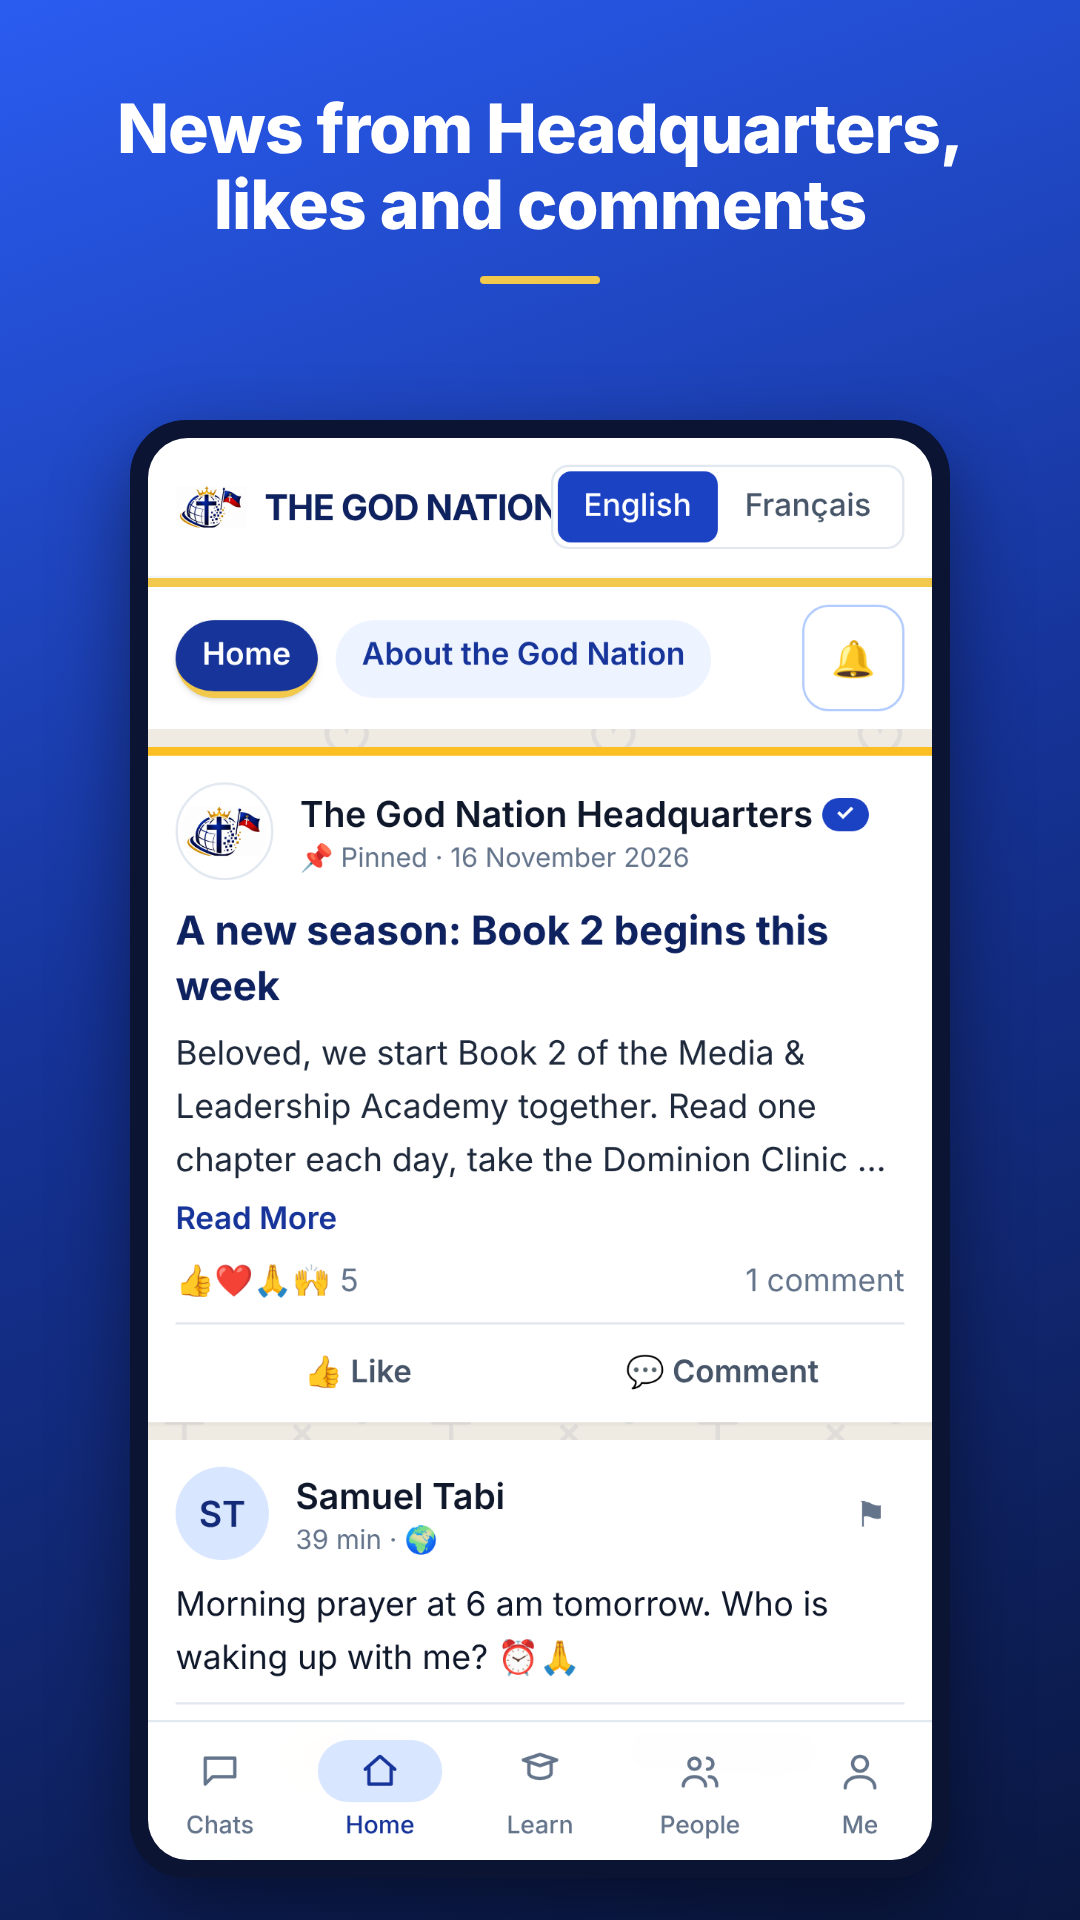 News from Headquarters,
likes and comments
THE GOD NATION
English
Français
Home
About the God Nation
🔔
The God Nation Headquarters
📌 Pinned · 16 November 2026
A new season: Book 2 begins this
week
Beloved, we start Book 2 of the Media &
Leadership Academy together. Read one
chapter each day, take the Dominion Clinic ...
Read More
👍❤️🙏🙌 5
1 comment
👍 Like
💬 Comment
ST
Samuel Tabi
39 min · 🌍
Morning prayer at 6 am tomorrow. Who is
waking up with me? ⏰🙏
Chats
Home
Learn
People
Me